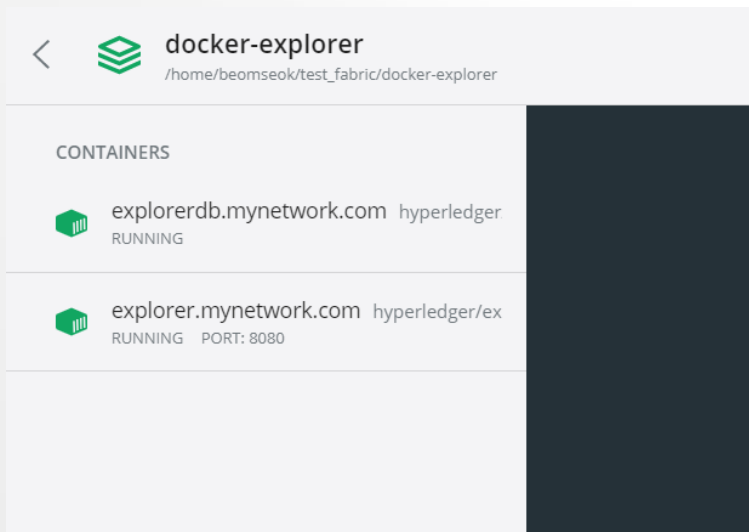 docker-explorer
/home/beomseok/test_fabric/docker-explorer
CONTAINERS
explorerdb.mynetwork.com hyperledger
RUNNING
explorer.mynetwork.com hyperledger/ex
RUNNING PORT: 8080